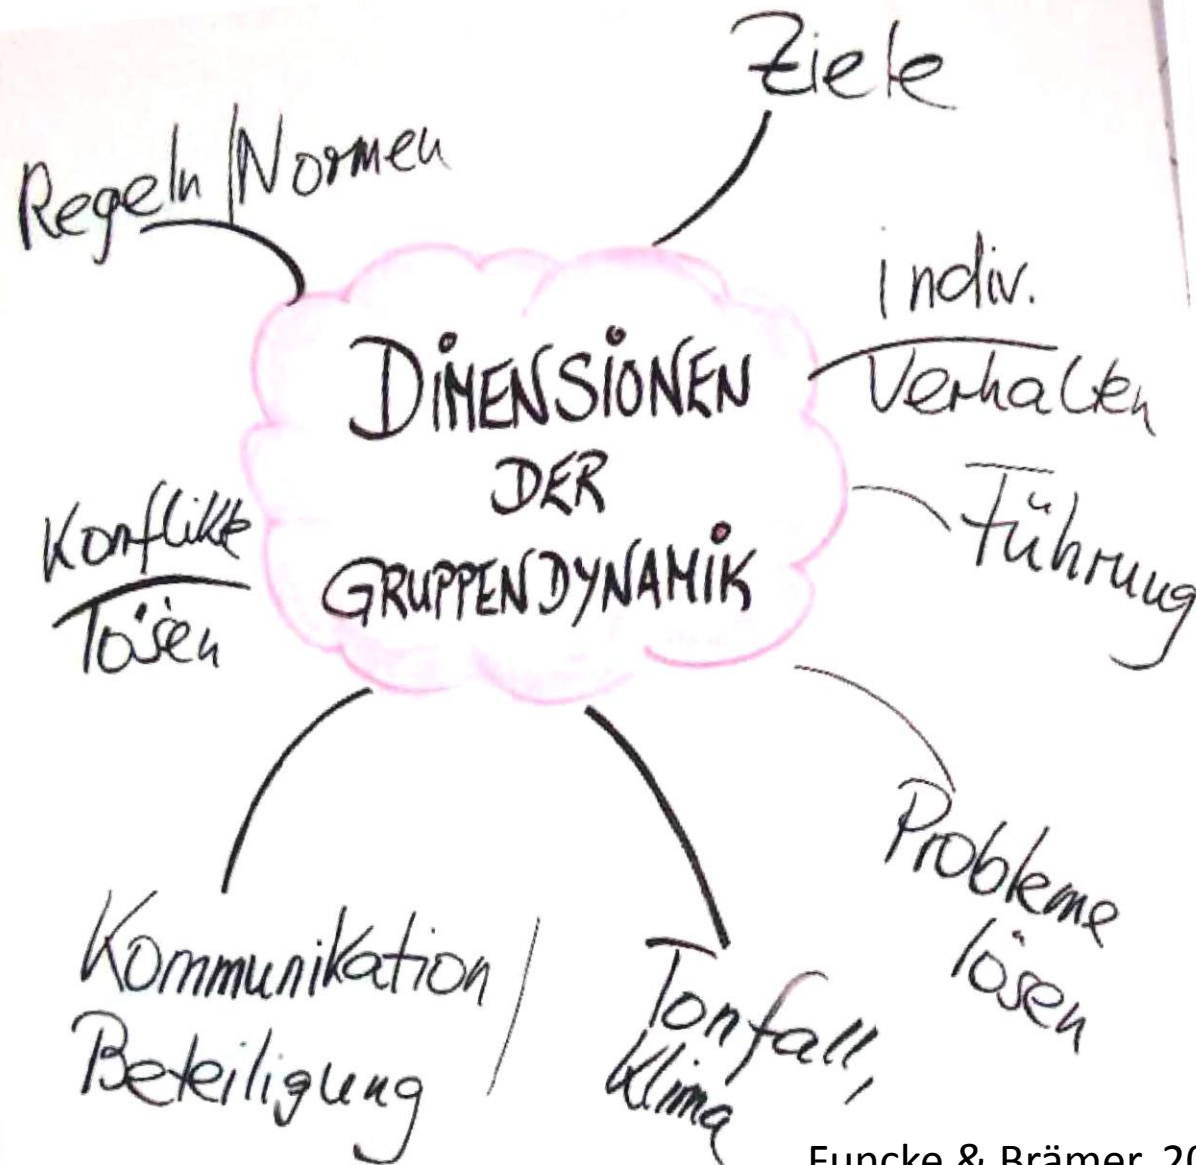 Ziele
Regeln/Normen
indiv.
Verhalten
DIMENSIONEN
DER
GRUPPENDYNAMIK
Führung
Konflikte
lösen
Probleme
lösen
Kommunikation /
Beteiligung
Tonfall,
Klima
Funcke & Brämer, 20